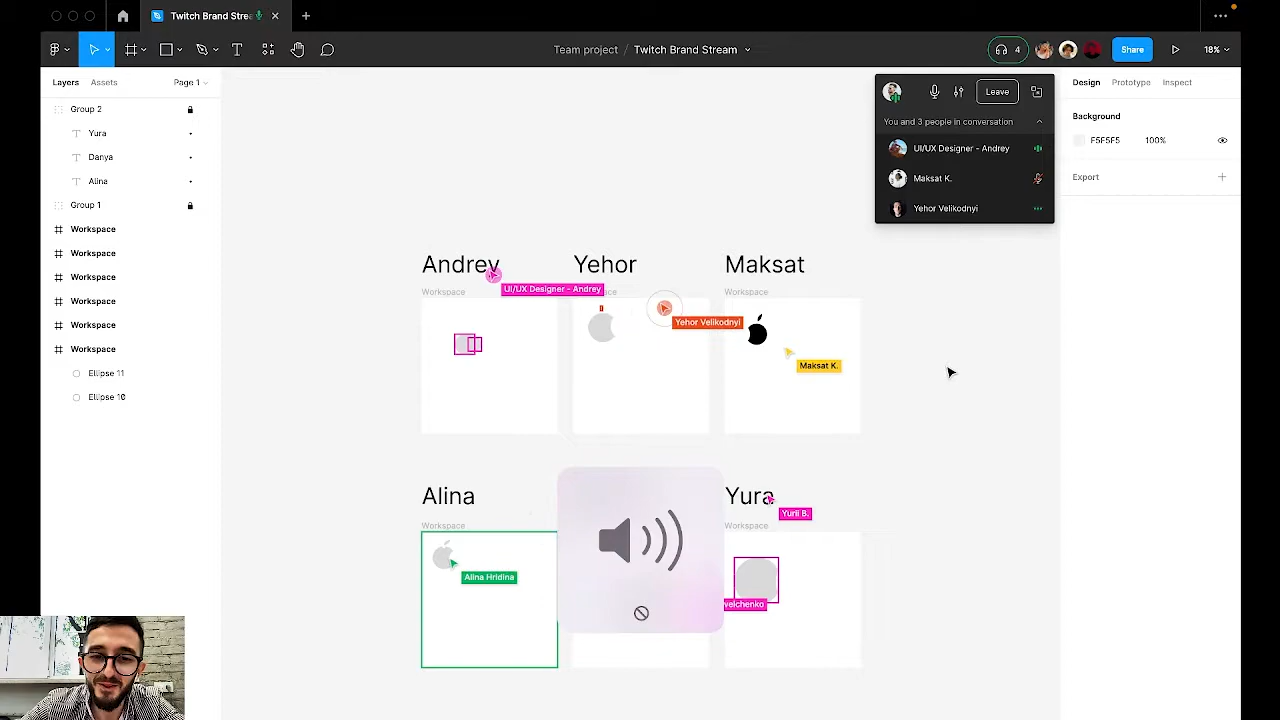 Twitch Brand Stre
Team project / Twitch Brand Stream
4
Share
18%
Layers
Assets
Page 1
Group 2
Yura
Danya
Alina
Group 1
Workspace
Workspace
Workspace
Workspace
Workspace
Workspace
Ellipse 11
Ellipse 10
Leave
You and 3 people in conversation
UI/UX Designer - Andrey
Maksat K.
Yehor Velikodnyi
Design
Prototype
Inspect
Background
F5F5F5
100%
Export
Andrey
Yehor
Maksat
UI/UX Designer - Andrey
Workspace
Workspace
Yehor Velikodnyi
Maksat K.
Alina
Yura
Yurii B.
Workspace
Workspace
Alina Hridina